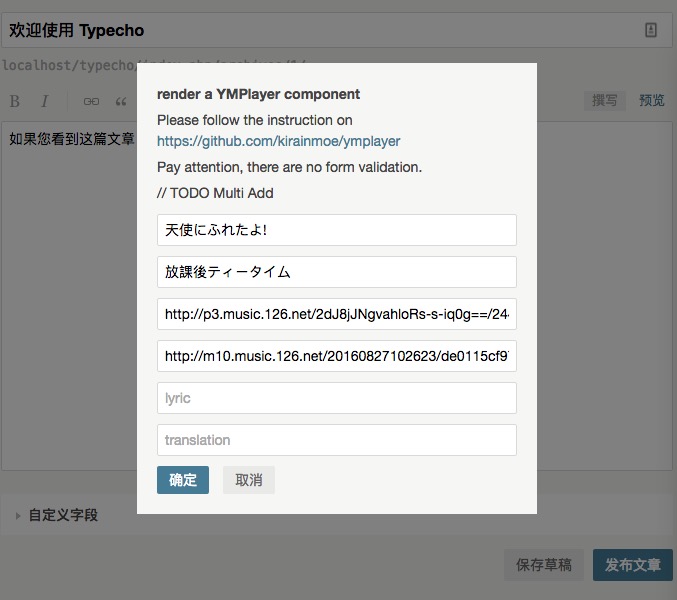 欢迎使用 Typecho
B I “ 撰写 预览
如果您看到这篇文章
render a YMPlayer component
Please follow the instruction on
https://github.com/kirainmoe/ymplayer
Pay attention, there are no form validation.
// TODO Multi Add
天使にふれたよ!
放課後ティータイム
http://p3.music.126.net/2dJ8jJNgvahloRs-s-iq0g==/24
http://m10.music.126.net/20160827102623/de0115cf9
lyric
translation
确定 取消
自定义字段
保存草稿 发布文章